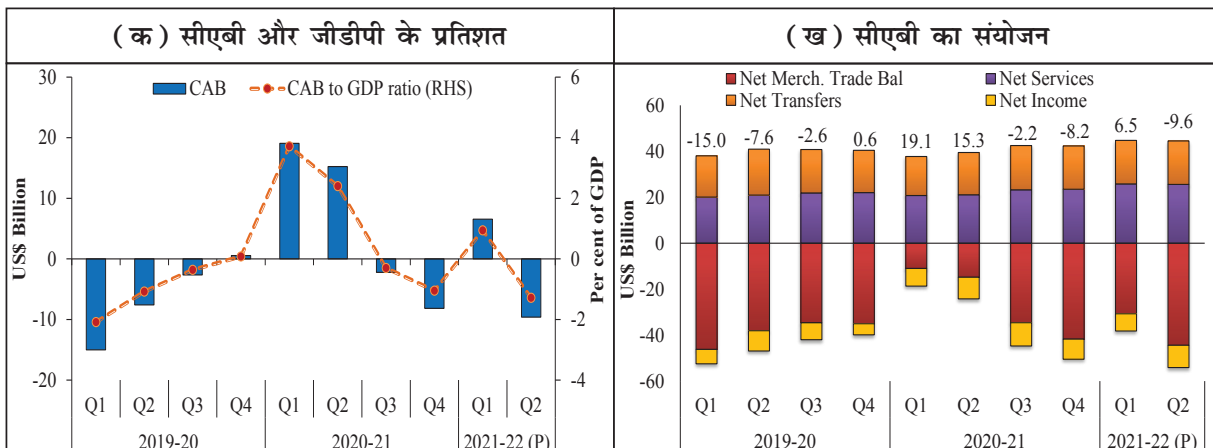 (क) सीएबी और जीडीपी के प्रतिशत
CAB
CAB to GDP ratio (RHS)
US$ Billion
30
20
10
0
-10
-20
Per cent of GDP
6
4
2
0
-2
-4
Q1 Q2 Q3 Q4 Q1 Q2 Q3 Q4 Q1 Q2
2019-20 2020-21 2021-22 (P)
(ख) सीएबी का संयोजन
Net Merch. Trade Bal Net Services
Net Transfers Net Income
US$ Billion
60
40
20
0
-20
-40
-60
-15.0 -7.6 -2.6 0.6 19.1 15.3 -2.2 -8.2 6.5 -9.6
Q1 Q2 Q3 Q4 Q1 Q2 Q3 Q4 Q1 Q2
2019-20 2020-21 2021-22 (P)